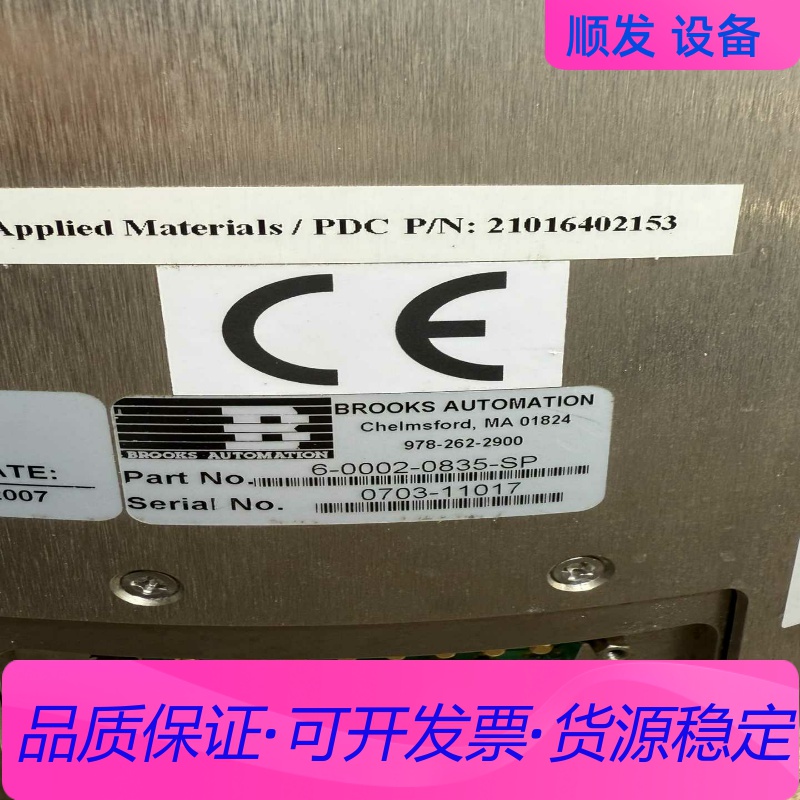 顺发 设备
Applied Materials / PDC P/N: 21016402153
CE
BROOKS AUTOMATION
Chelmsford, MA 01824
978-262-2900
B
BROOKS AUTOMATION
ATE:
2007
Part No. 6-0002-0835-SP
Serial No. 0703-11017
品质保证·可开发票·货源稳定